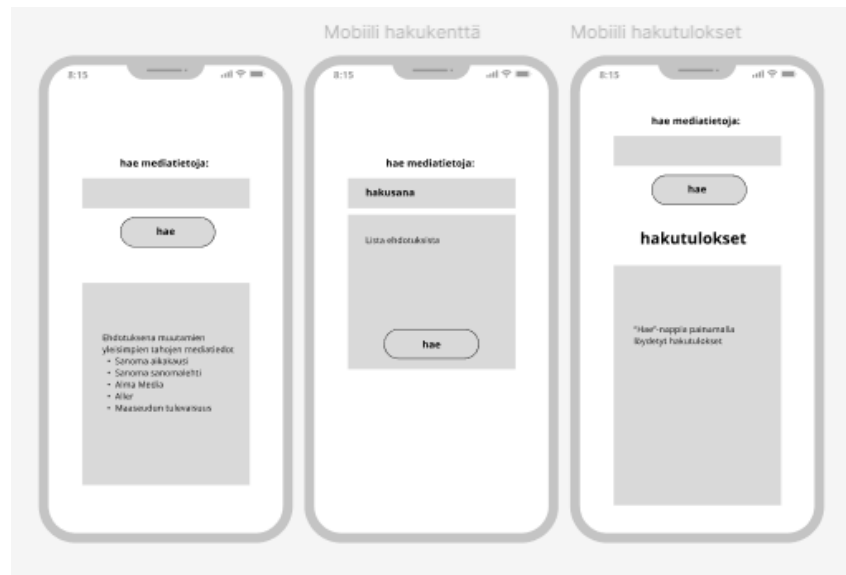 Mobiili hakukenttä
Mobiili hakutulokset
8:15
hae mediatietoja:
hae
Ehdotuksena muutamien
yleisimpien tahojen mediatiedot
• Sanoma aikakausi
• Sanoma sanomalehti
• Alma Media
• Aller
• Maaseudun tulevaisuus
8:15
hae mediatietoja:
hakusana
Lista ehdotuksista
hae
8:15
hae mediatietoja:
hae
hakutulokset
"Hae"-nappia painamalla
löydetyt hakutulokset